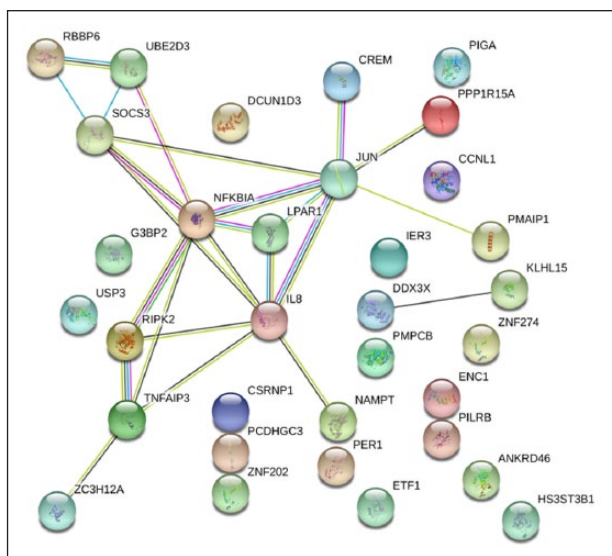 RBBP6
UBE2D3
CREM
PIGA
DCUN1D3
PPP1R15A
SOCS3
JUN
CCNL1
NFKBIA
LPAR1
PMAIP1
G3BP2
IER3
KLHL15
DDX3X
USP3
IL8
RIPK2
ZNF274
PMPCB
ENC1
TNFAIP3
CSRNP1
NAMPT
PILRB
PCDHGC3
PER1
ANKRD46
ZC3H12A
ZNF202
ETF1
HS3ST3B1